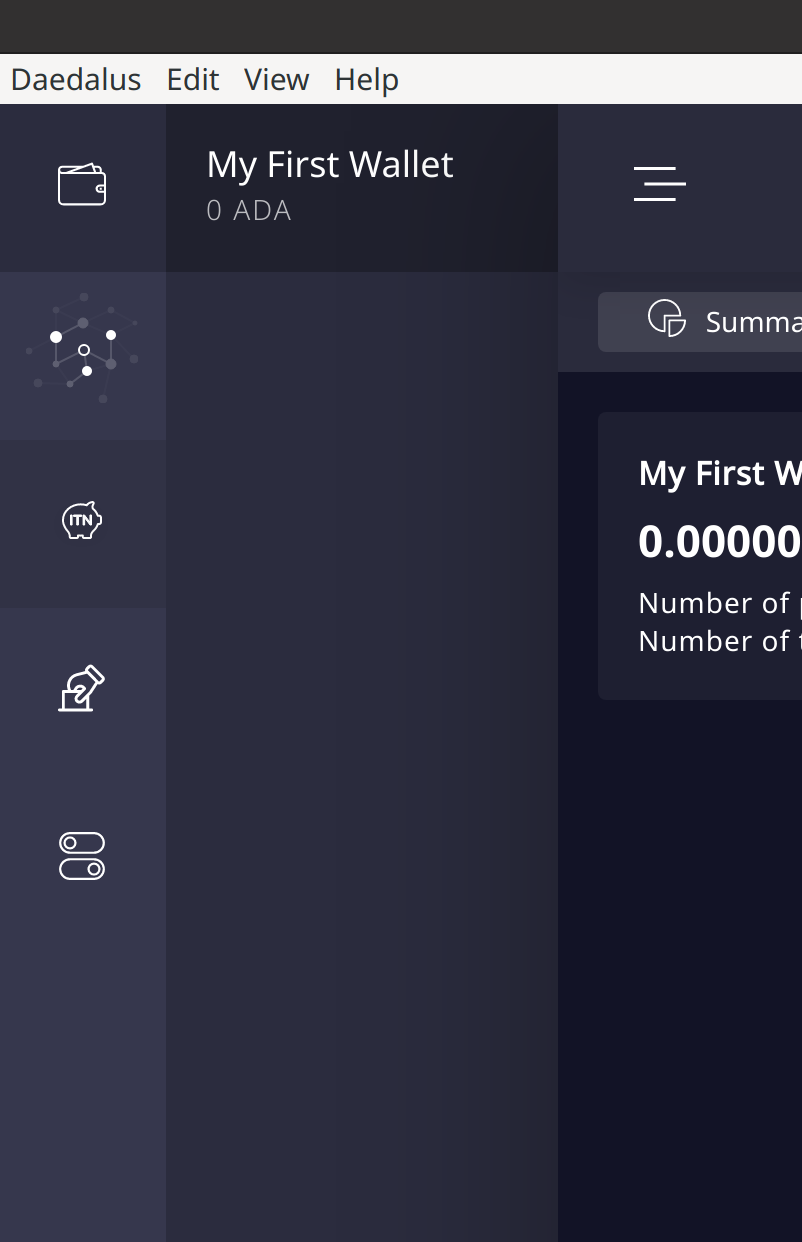 Daedalus Edit View Help
My First Wallet
0 ADA
ITN
Summa
My First W
0.00000
Number of
Number of t